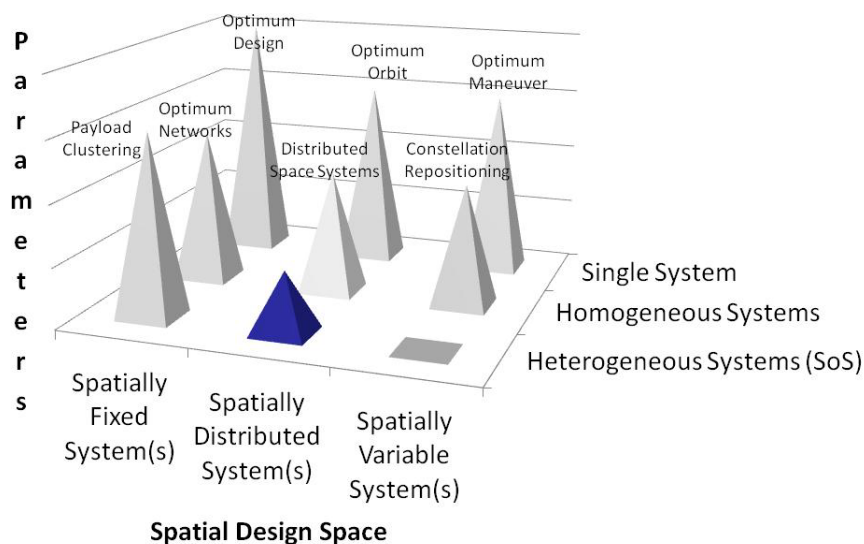 Parameters
Optimum
Design
Optimum
Orbit
Optimum
Maneuver
Payload
Clustering
Optimum
Networks
Distributed
Space Systems
Constellation
Repositioning
Single System
Homogeneous Systems
Heterogeneous Systems (SoS)
Spatially
Fixed
System(s)
Spatially
Distributed
System(s)
Spatially
Variable
System(s)
Spatial Design Space